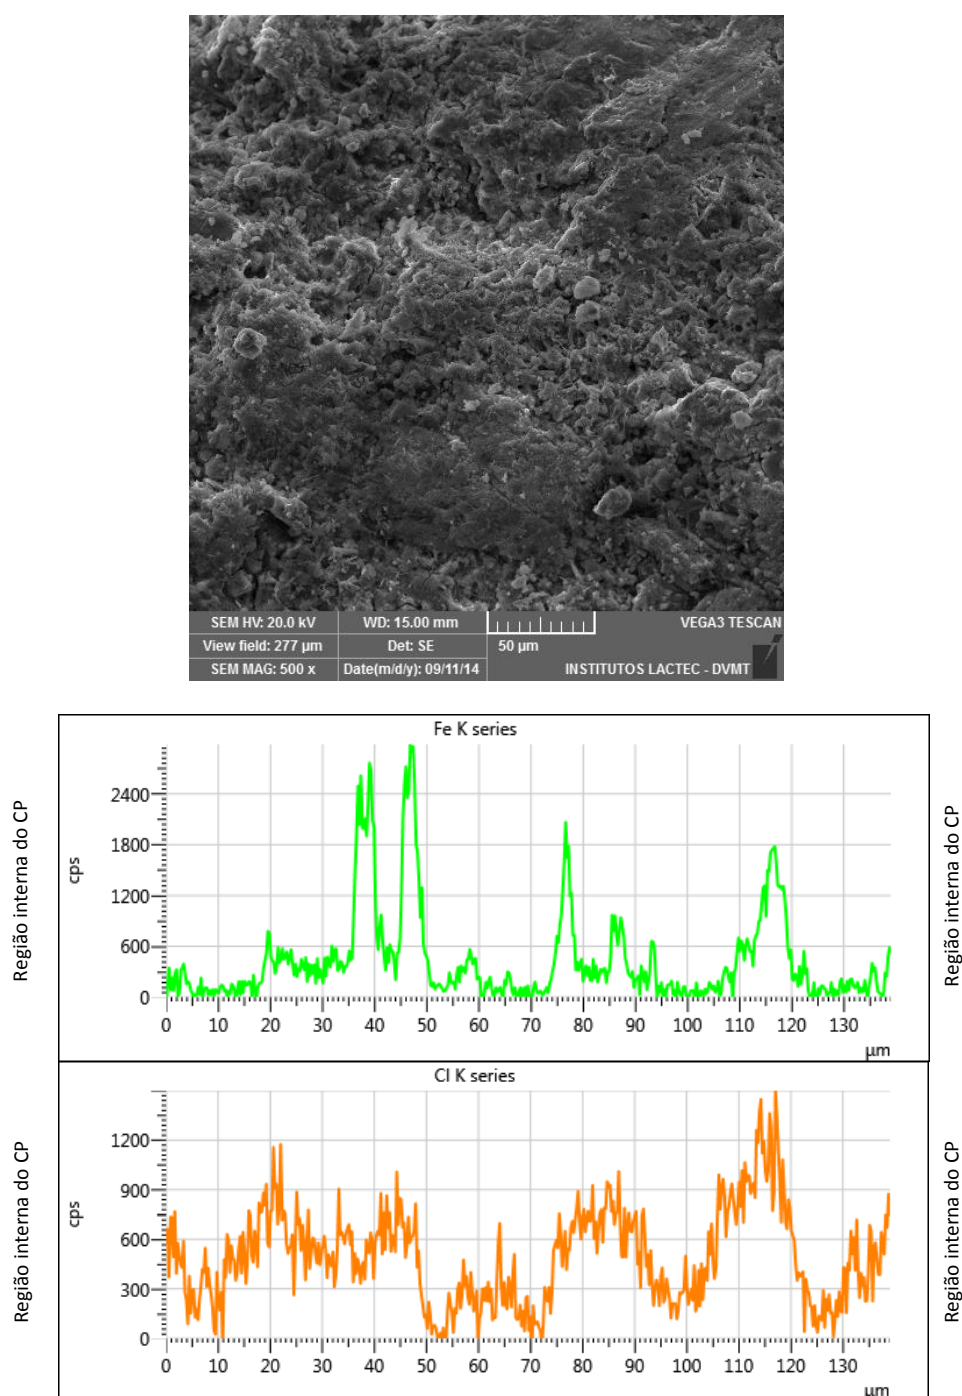 SEM HV: 20.0 kV WD: 15.00 mm VEGA3 TESCAN
View field: 277 µm Det: SE 50 µm
SEM MAG: 500 x Date(m/d/y): 09/11/14 INSTITUTOS LACTEC - DVMT
Fe K series
Região interna do CP
cps
2400
1800
1200
600
0
0 10 20 30 40 50 60 70 80 90 100 110 120 130
µm
Região interna do CP
Cl K series
Região interna do CP
cps
1200
900
600
300
0
0 10 20 30 40 50 60 70 80 90 100 110 120 130
µm
Região interna do CP